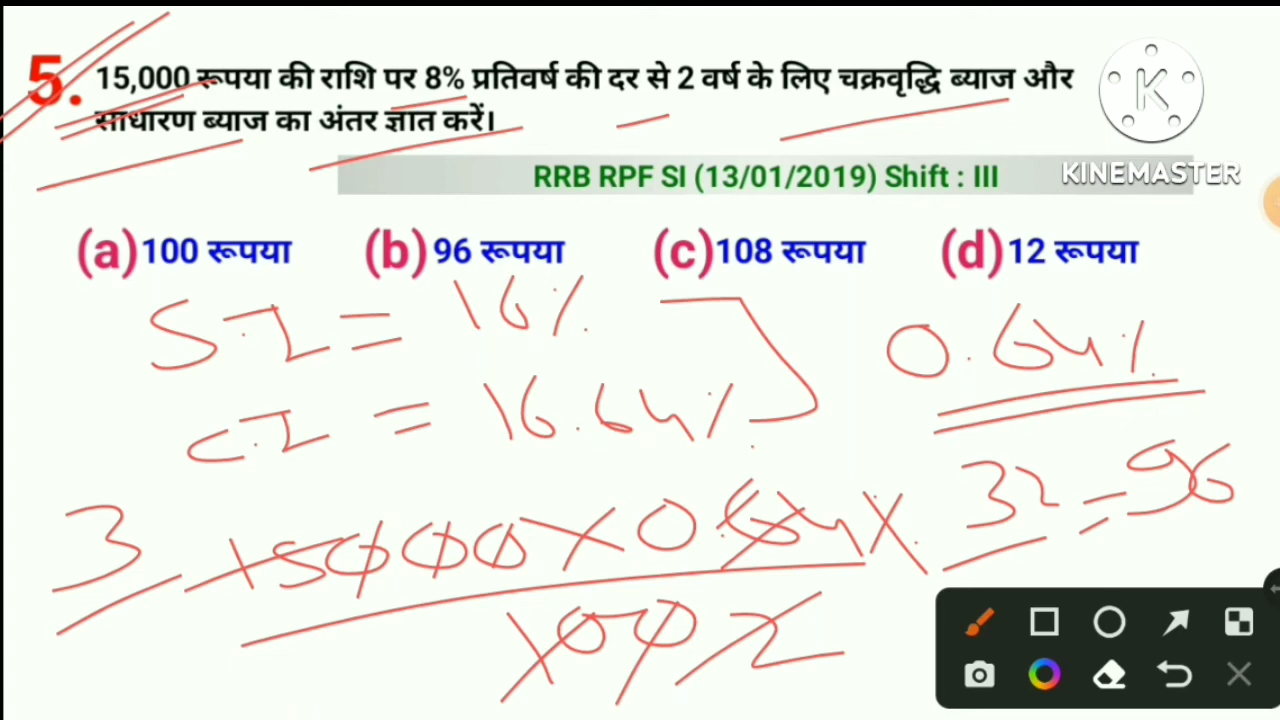 5. 15,000 रूपया की राशि पर 8% प्रतिवर्ष की दर से 2 वर्ष के लिए चक्रवृद्धि ब्याज और
साधारण ब्याज का अंतर ज्ञात करें।
K
KINEMASTER
RRB RPF SI (13/01/2019) Shift : III
(a) 100 रूपया (b) 96 रूपया (c) 108 रूपया (d) 12 रूपया
S.I = 16%
0.64%
C.I = 16.64%
3 32 = 96
15000 × 0.64
100